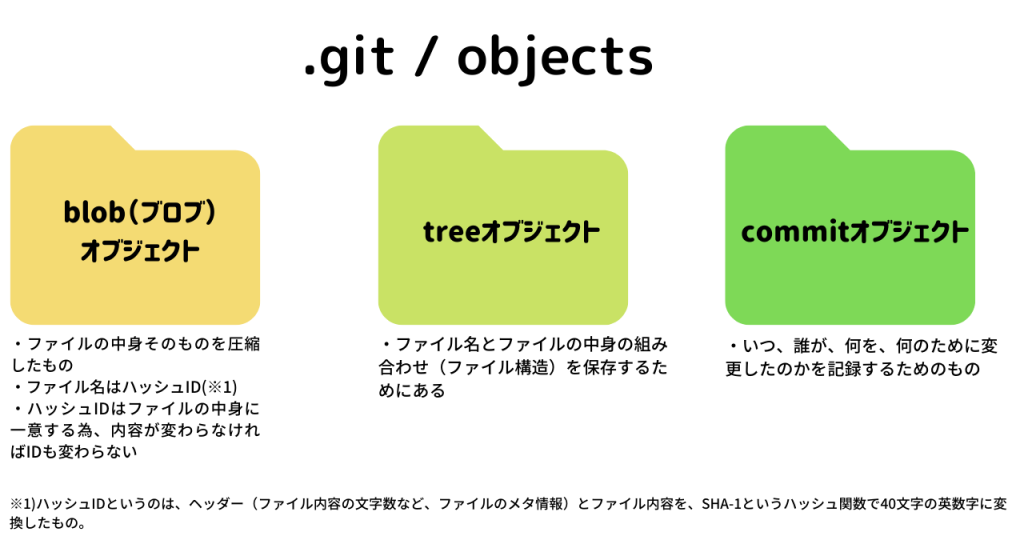 .git / objects
blob(ブロブ)
オブジェクト
treeオブジェクト
commitオブジェクト
・ファイルの中身そのものを圧縮
したもの
・ファイル名はハッシュID(※1)
・ハッシュIDはファイルの中身に
一意する為、内容が変わらなけれ
ばIDも変わらない
・ファイル名とファイルの中身の組み
合わせ（ファイル構造）を保存するた
めにある
・いつ、誰が、何を、何のために変
更したのかを記録するためのもの
※1)ハッシュIDというのは、ヘッダー（ファイル内容の文字数など、ファイルのメタ情報）とファイル内容を、SHA-1というハッシュ関数で40文字の英数字に変
換したもの。